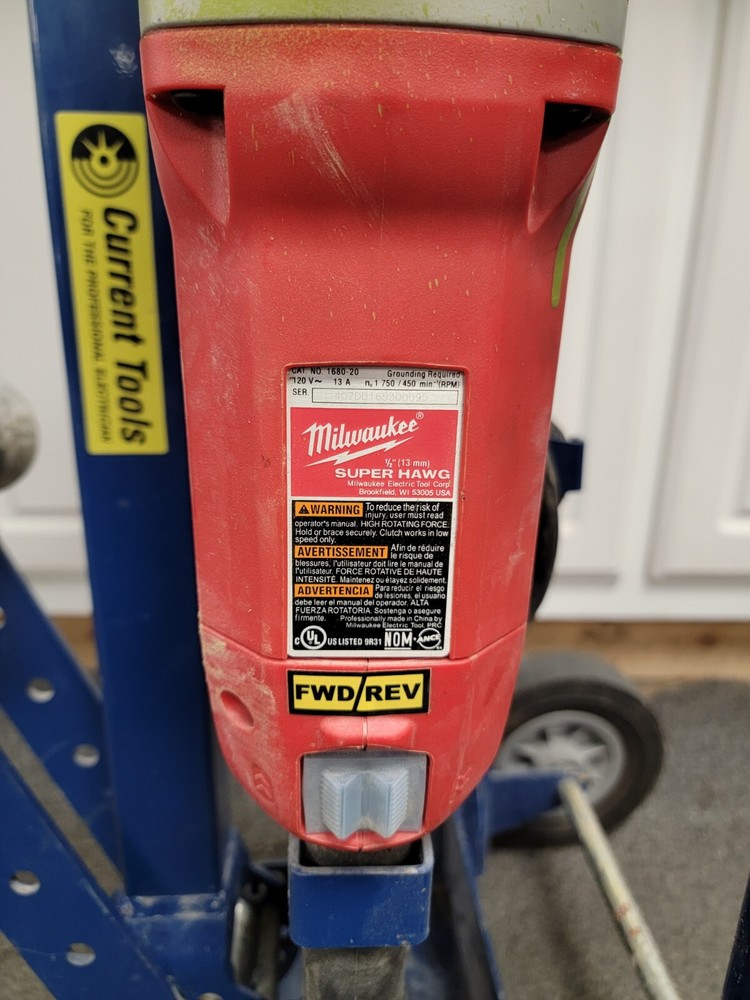 Current Tools
FOR THE PROFESSIONAL ELECTRICIAN
CAT NO. 1680-20 Grounding Required
120 V~ 13 A n₀ 1 750 / 450 min⁻¹(RPM)
SER.
Milwaukee®
½" (13 mm)
SUPER HAWG
Milwaukee Electric Tool Corp
Brookfield, WI 53005 USA
WARNING To reduce the risk of
injury, user must read
operator's manual. HIGH ROTATING FORCE.
Hold or brace securely. Clutch works in low
speed only.
AVERTISSEMENT Afin de réduire
le risque de
blessures, l'utilisateur doit lire le manuel de
l'utilisateur. FORCE ROTATIVE DE HAUTE
INTENSITÉ. Maintenez ou étayez solidement.
ADVERTENCIA Para reducir el riesgo
de lesiones, el usuario
debe leer el manual del operador. ALTA
FUERZA ROTATORIA. Sostenga o asegure
firmemente. Professionally made in China by
Milwaukee Electric Tool, PRC
C UL US LISTED 9R31 NOM ANCE
FWD/REV